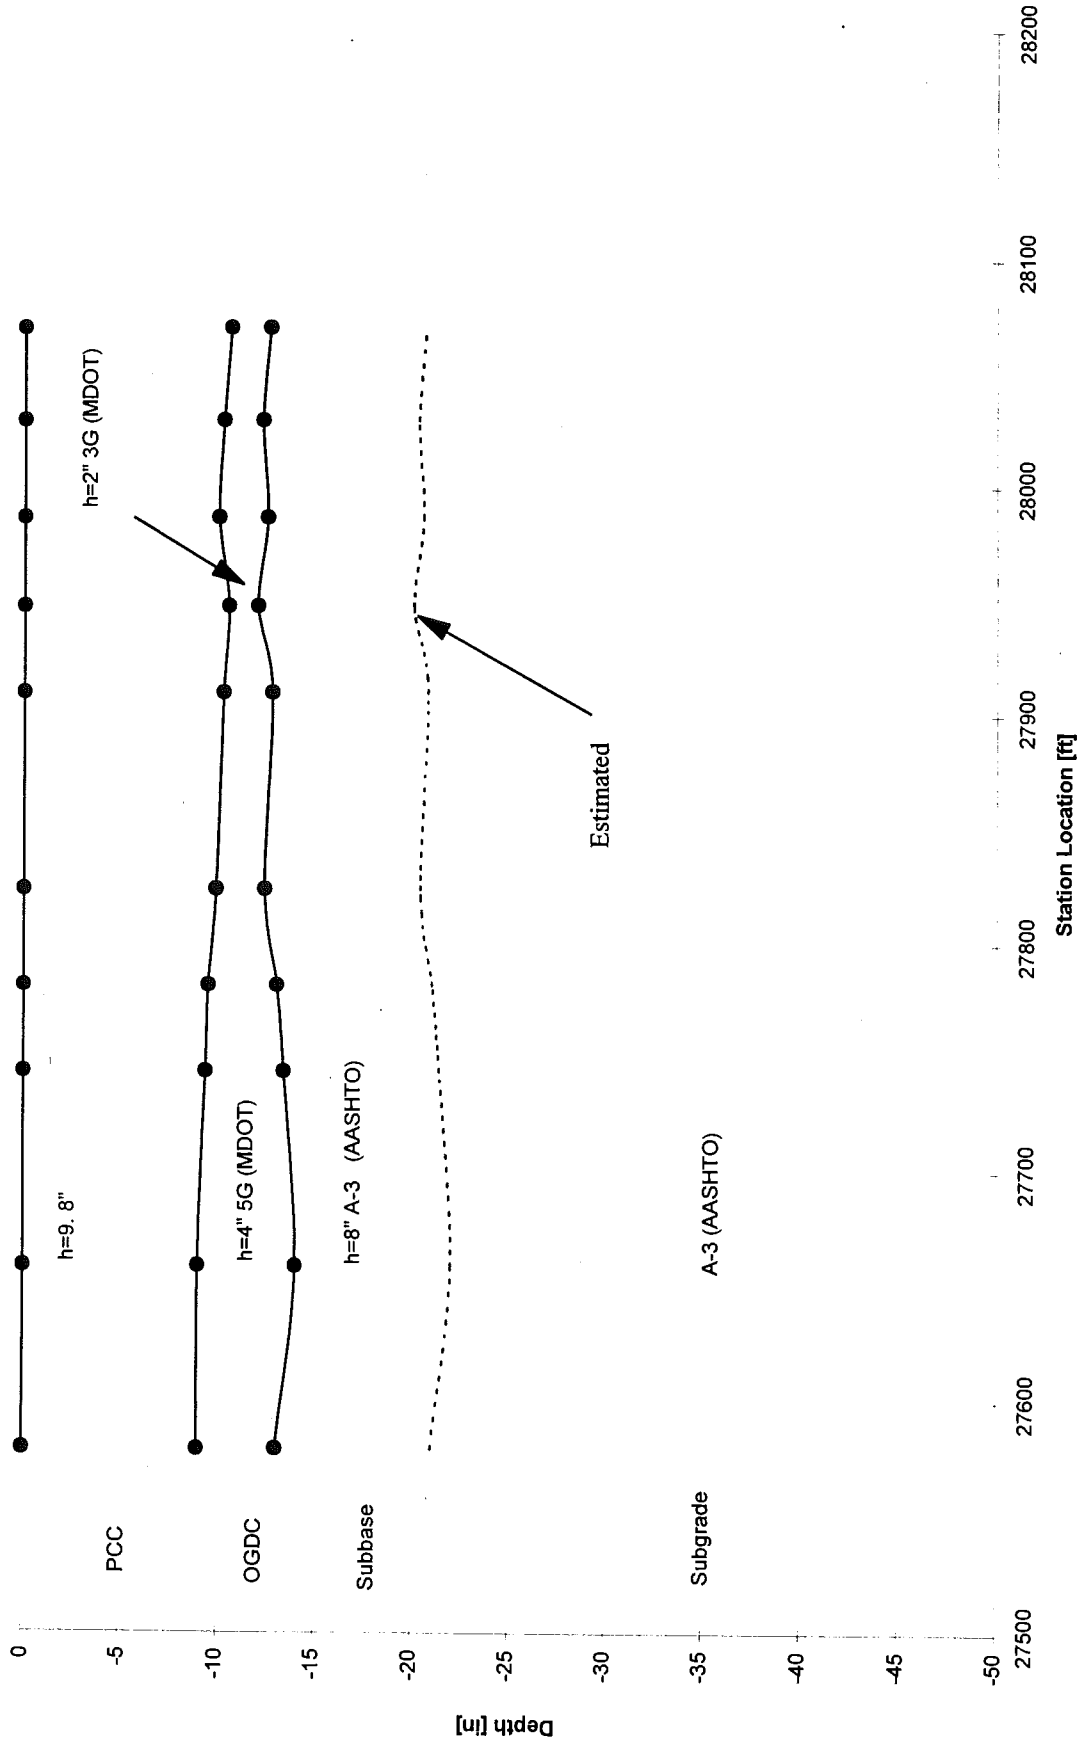 0
-5
-10
-15
-20
-25
-30
-35
-40
-45
-50
Depth [in]
PCC
OGDC
Subbase
Subgrade
h=9. 8"
h=4" 5G (MDOT)
h=8" A-3 (AASHTO)
A-3 (AASHTO)
h=2" 3G (MDOT)
Estimated
27500
27600
27700
27800
27900
28000
28100
28200
Station Location [ft]